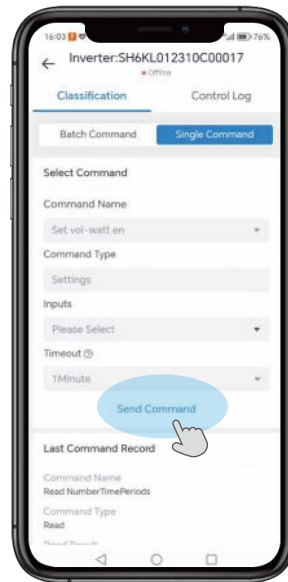 16:03 76%
Inverter:SH6KL012310C00017
Offline
Classification Control Log
Batch Command Single Command
Select Command
Command Name
Set vol-watt en
Command Type
Settings
Inputs
Please Select
Timeout
1Minute
Send Command
Last Command Record
Command Name
Read NumberTimePeriods
Command Type
Read